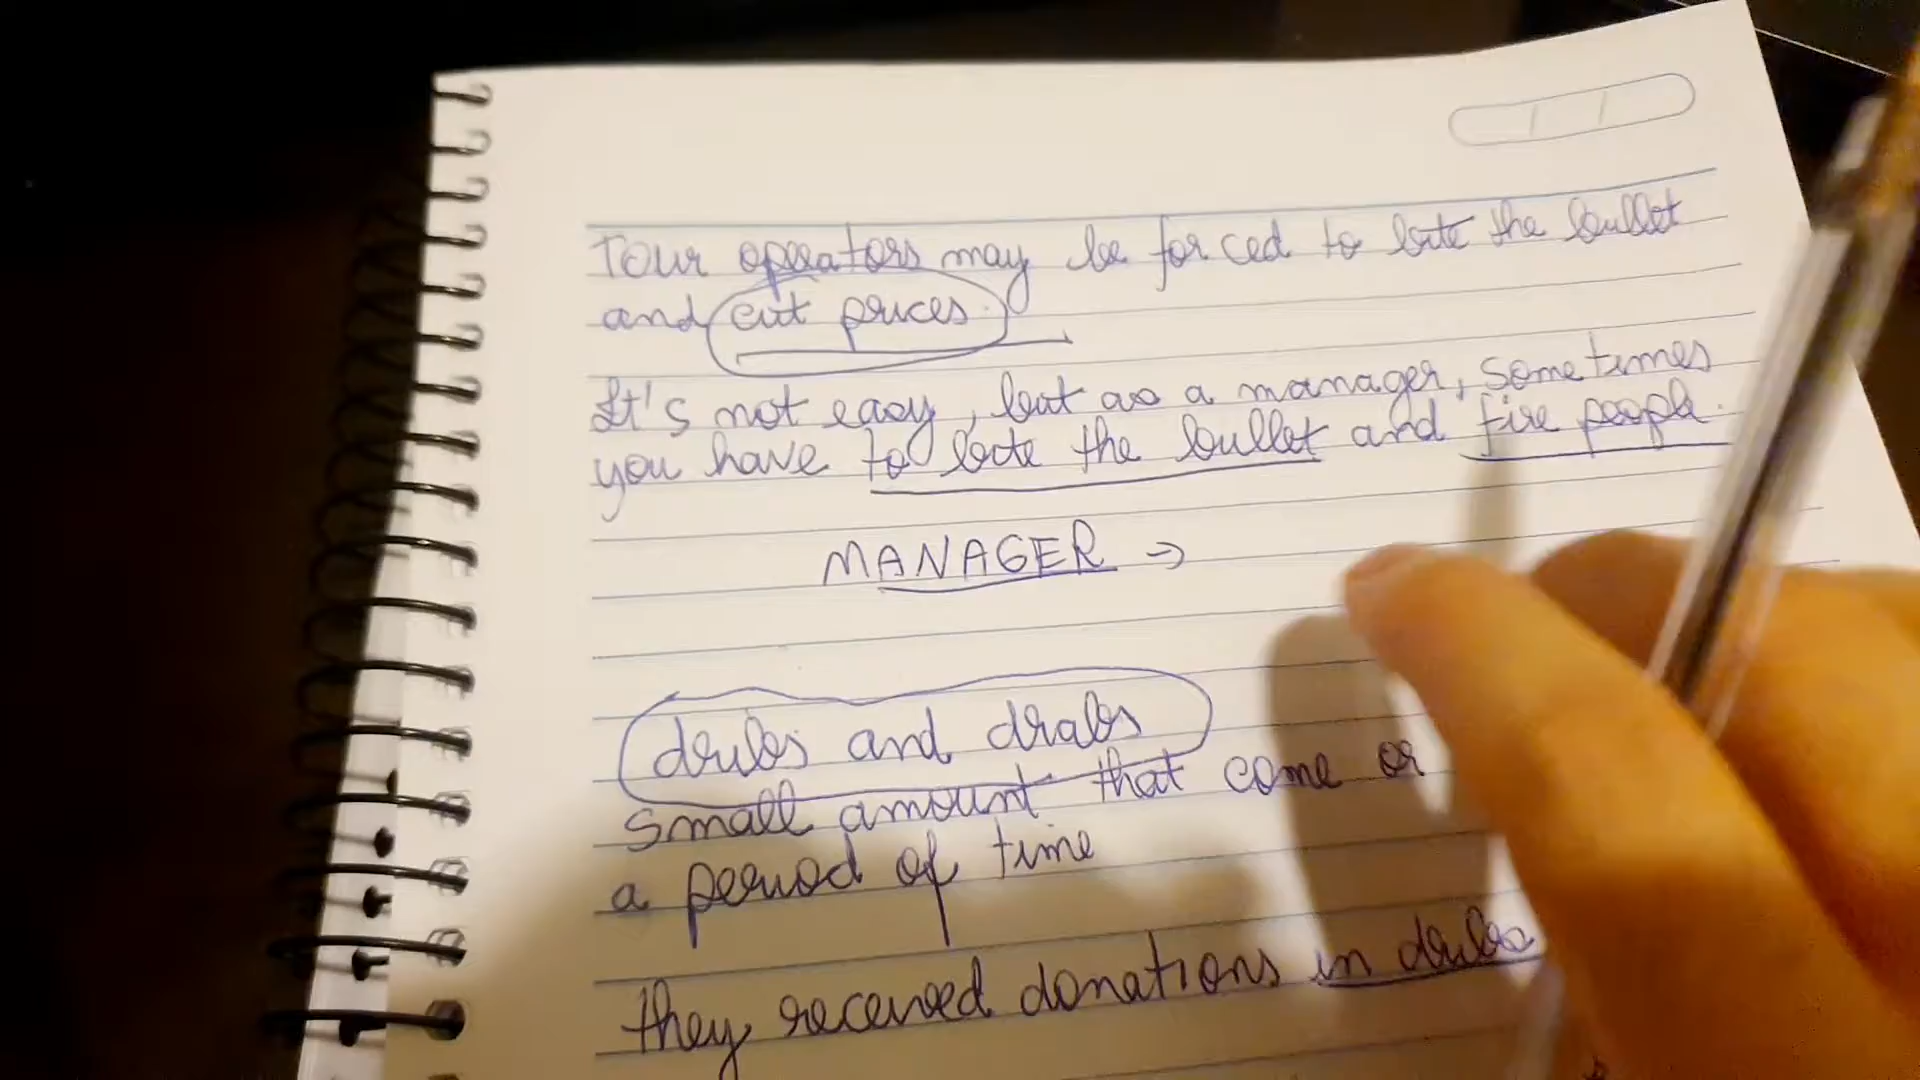 Tour operators may be forced to bite the bullet
and cut prices.
It's not easy, but as a manager, sometimes
you have to bite the bullet and fire people.
MANAGER →
dribs and drabs
small amount that come or
a period of time
they received donations in dribs